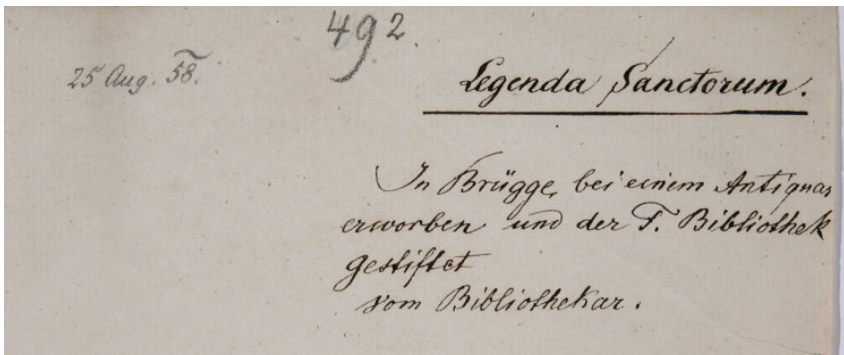 492
25 Aug. 58.
Legenda Sanctorum.
In Brügge, bei einem Antiquar
erworben und der F. Bibliothek
gestiftet
vom Bibliothekar.